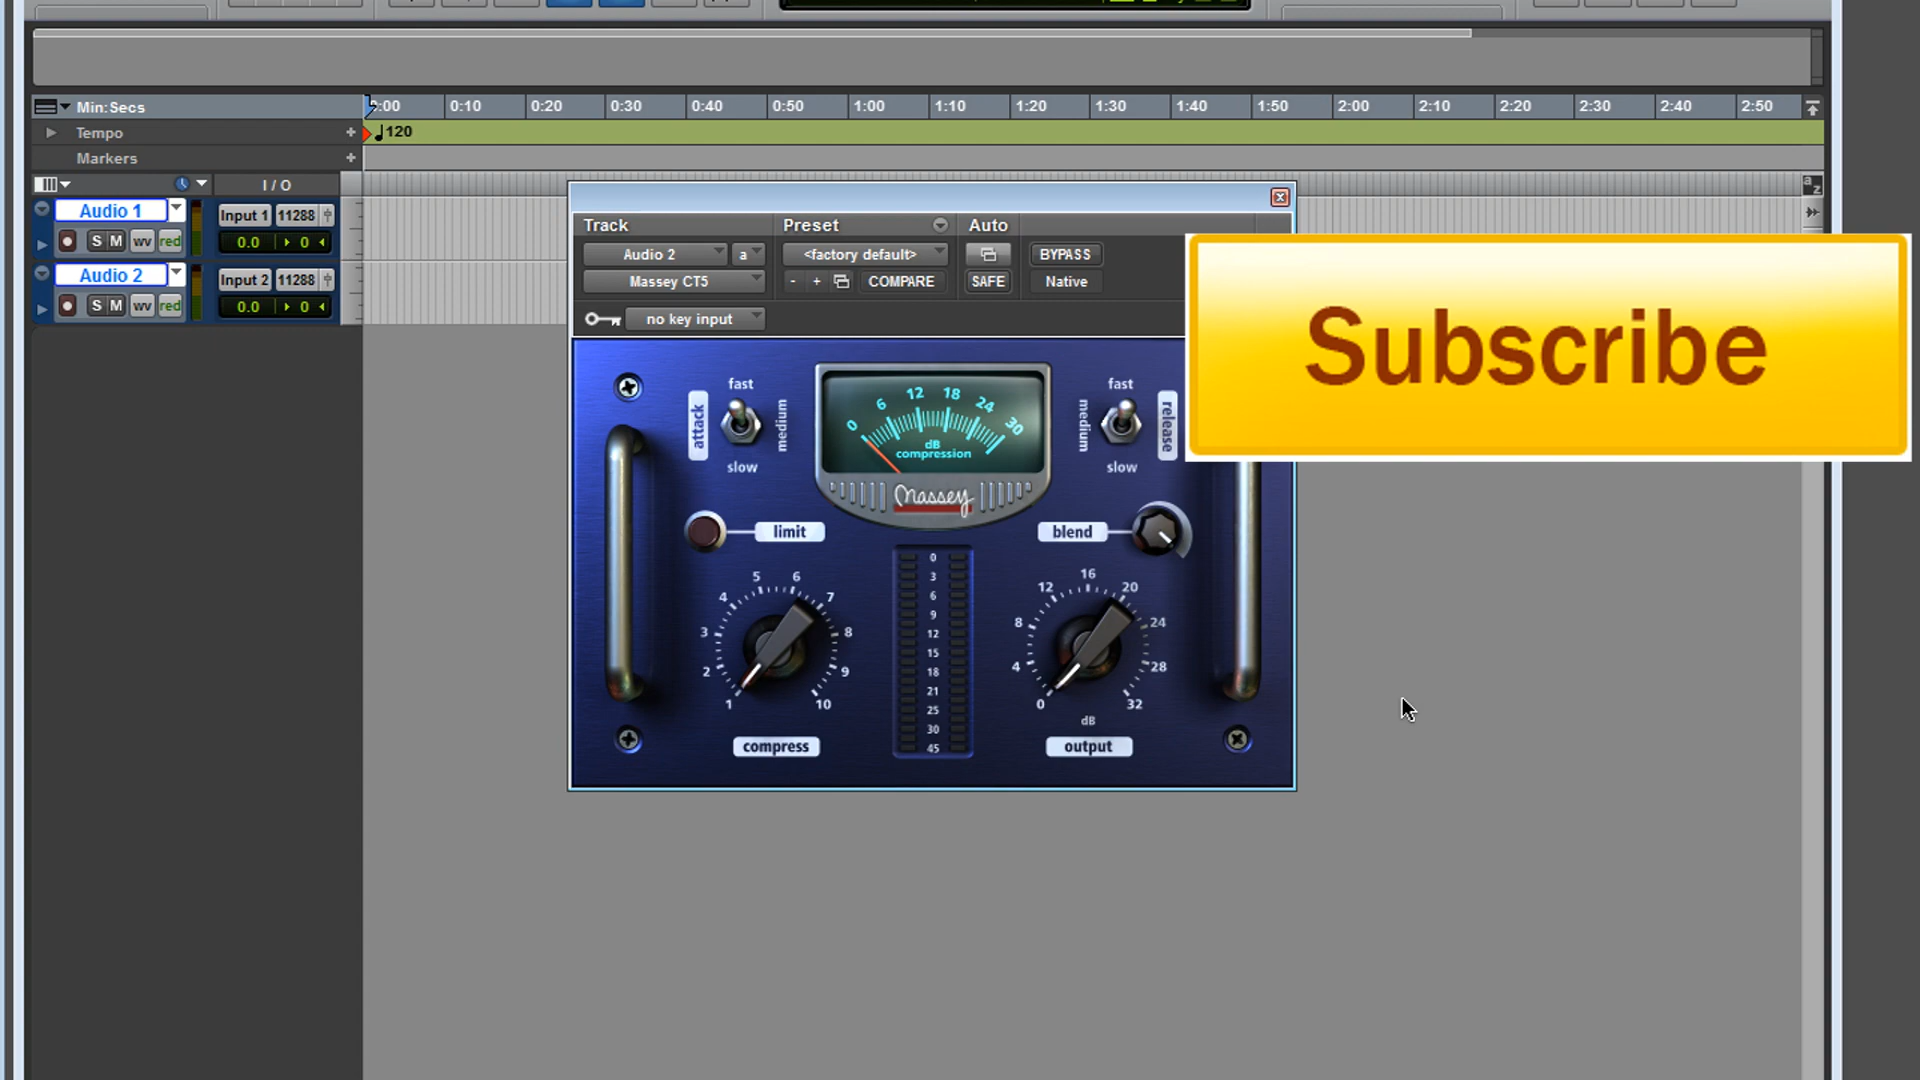 Min:Secs
0:00 0:10 0:20 0:30 0:40 0:50 1:00 1:10 1:20 1:30 1:40 1:50 2:00 2:10 2:20 2:30 2:40 2:50
Tempo +
120
Markers +
I / O
a z
Audio 1
Input 1 11288
S M wv red
0.0 0
Audio 2
Input 2 11288
S M wv red
0.0 0
Track Preset Auto
Audio 2 a <factory default> BYPASS
Massey CT5 - + COMPARE SAFE Native
no key input
Subscribe
attack
fast
medium
slow
0 6 12 18 24 30
dB
compression
Massey
fast
medium
slow
release
limit
blend
1 2 3 4 5 6 7 8 9 10
compress
0
3
6
9
12
15
18
21
25
30
45
0 4 8 12 16 20 24 28 32
dB
output